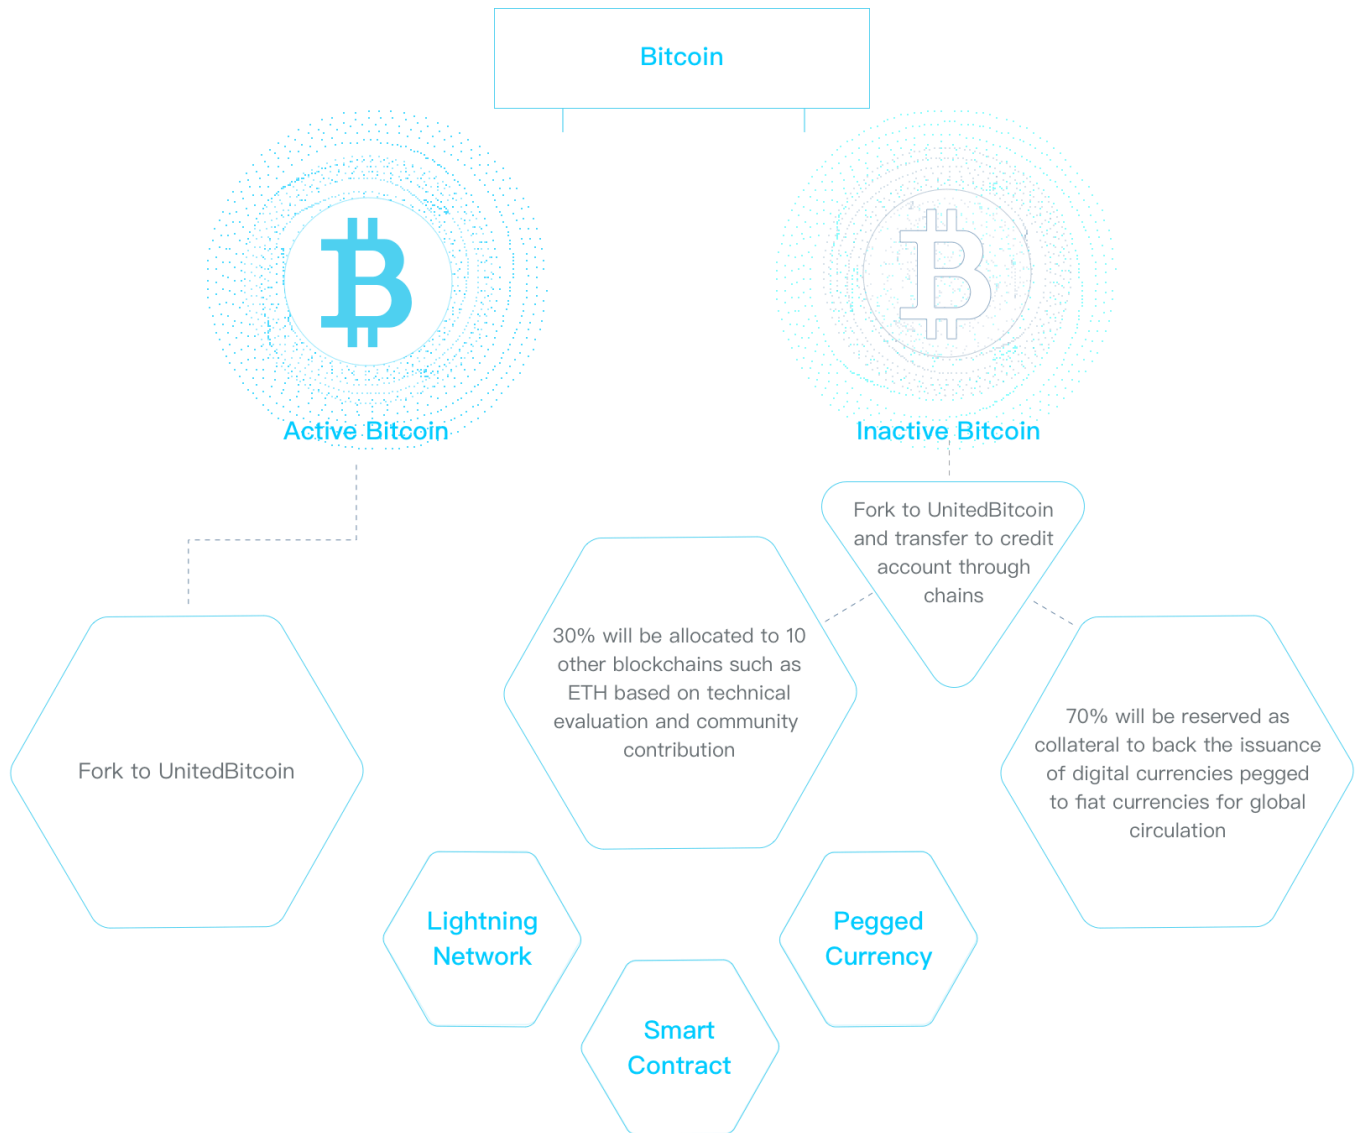 Bitcoin
Active Bitcoin
Inactive Bitcoin
Fork to UnitedBitcoin
and transfer to credit
account through
chains
30% will be allocated to 10
other blockchains such as
ETH based on technical
evaluation and community
contribution
70% will be reserved as
collateral to back the issuance
of digital currencies pegged
to fiat currencies for global
circulation
Fork to UnitedBitcoin
Lightning
Network
Pegged
Currency
Smart
Contract